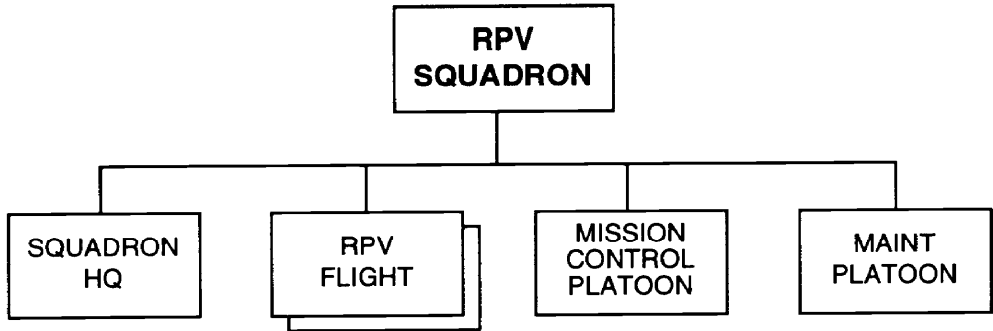 RPV
SQUADRON
SQUADRON
HQ
RPV
FLIGHT
MISSION
CONTROL
PLATOON
MAINT
PLATOON